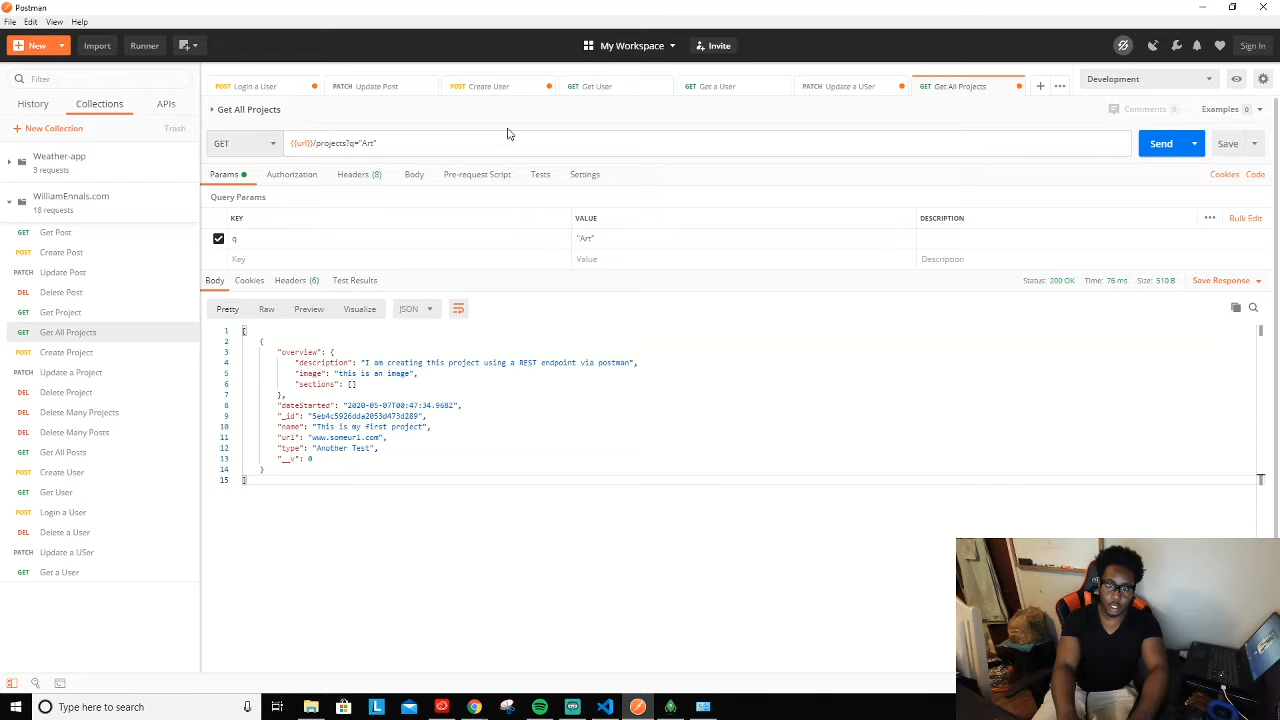 Postman
File Edit View Help
New Import Runner My Workspace Invite Sign In
Filter
History Collections APIs
New Collection Trash
Weather-app
3 requests
WilliamEnnals.com
18 requests
GET Get Post
POST Create Post
PATCH Update Post
DEL Delete Post
GET Get Project
GET Get All Projects
POST Create Project
PATCH Update a Project
DEL Delete Project
DEL Delete Many Projects
DEL Delete Many Posts
GET Get All Posts
POST Create User
GET Get User
POST Login a User
DEL Delete a User
PATCH Update a USer
GET Get a User
POST Login a User PATCH Update Post POST Create User GET Get User GET Get a User PATCH Update a USer GET Get All Projects Development
Get All Projects Comments 0 Examples 0
GET {{url}}/projects?q="Art" Send Save
Params Authorization Headers (8) Body Pre-request Script Tests Settings Cookies Code
Query Params
KEY VALUE DESCRIPTION Bulk Edit
q "Art"
Key Value Description
Body Cookies Headers (6) Test Results Status: 200 OK Time: 76 ms Size: 510 B Save Response
Pretty Raw Preview Visualize JSON
1 [
2 {
3 "overview": {
4 "description": "I am creating this project using a REST endpoint via postman",
5 "image": "this is an image",
6 "sections": []
7 },
8 "dateStarted": "2020-05-07T00:47:34.968Z",
9 "_id": "5eb4c5926dda2053d473d289",
10 "name": "This is my first project",
11 "url": "www.someurl.com",
12 "type": "Another Test",
13 "__v": 0
14 }
15 ]
Type here to search